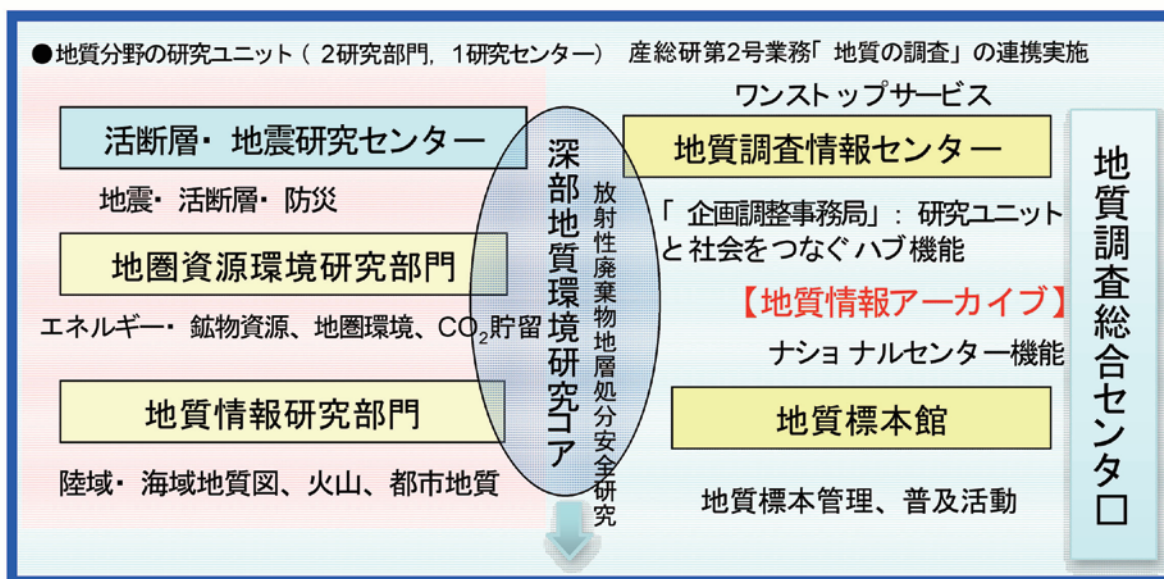 ●地質分野の研究ユニット（2研究部門, 1研究センター） 産総研第2号業務「地質の調査」の連携実施
活断層・地震研究センター
地震・活断層・防災
地圏資源環境研究部門
エネルギー・鉱物資源、地圏環境、CO₂貯留
地質情報研究部門
陸域・海域地質図、火山、都市地質
深部地質環境研究コア
放射性廃棄物地層処分安全研究
ワンストップサービス
地質調査情報センター
「企画調整事務局」：研究ユニット
と社会をつなぐハブ機能
【地質情報アーカイブ】
ナショナルセンター機能
地質標本館
地質標本管理、普及活動
地質調査総合センタ口